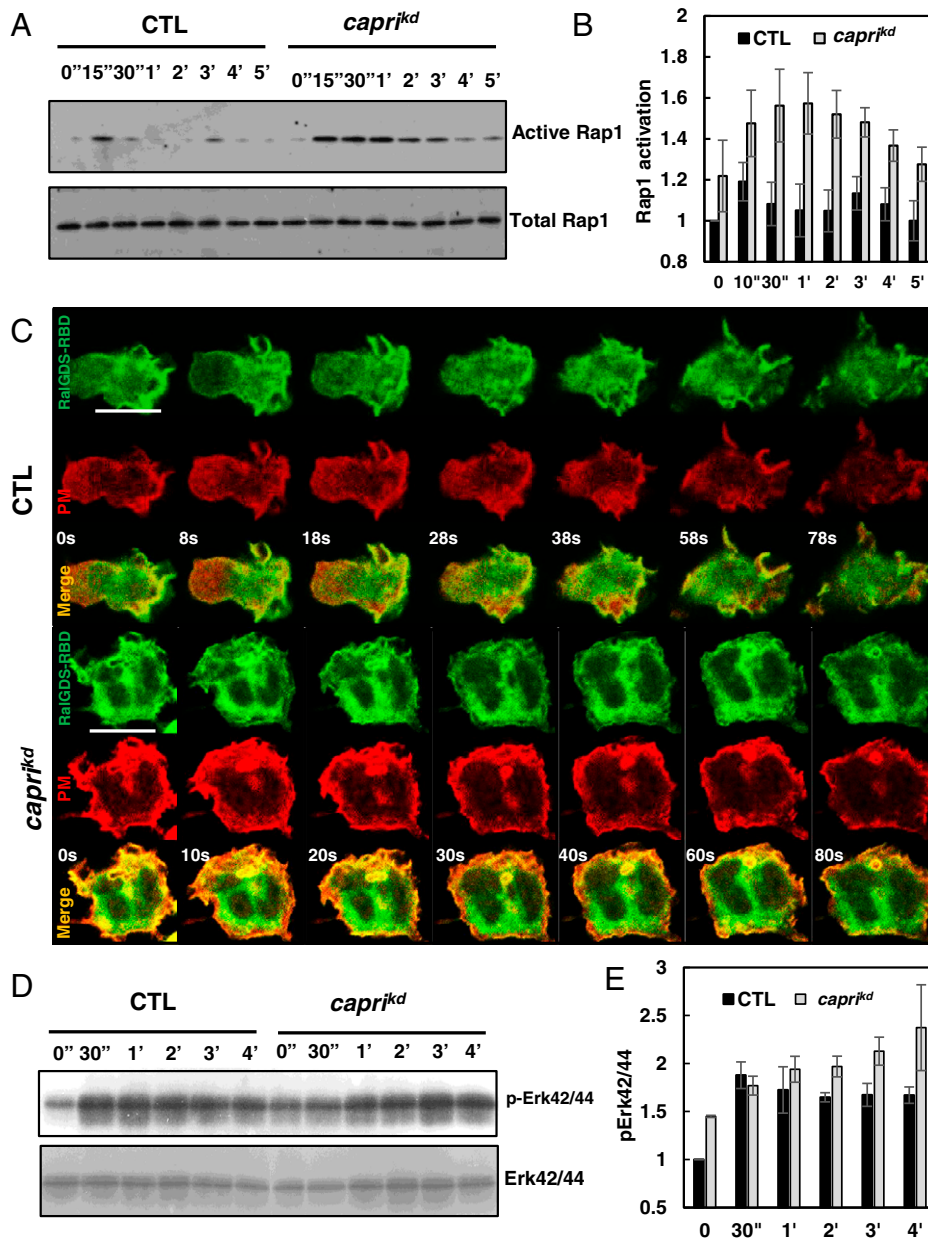 A
CTL
capri^kd
0” 15” 30” 1’ 2’ 3’ 4’ 5’
0” 15” 30” 1’ 2’ 3’ 4’ 5’
Active Rap1
Total Rap1
B
CTL capri^kd
Rap1 activation
2
1.8
1.6
1.4
1.2
1
0.8
0 10" 30" 1' 2' 3' 4' 5'
C
CTL
RalGDS-RBD
PM
0s 8s 18s 28s 38s 58s 78s
Merge
capri^kd
RalGDS-RBD
PM
0s 10s 20s 30s 40s 60s 80s
Merge
D
CTL
capri^kd
0” 30” 1’ 2’ 3’ 4’
0” 30” 1’ 2’ 3’ 4’
p-Erk42/44
Erk42/44
E
CTL capri^kd
pErk42/44
3
2.5
2
1.5
1
0.5
0 30" 1' 2' 3' 4'